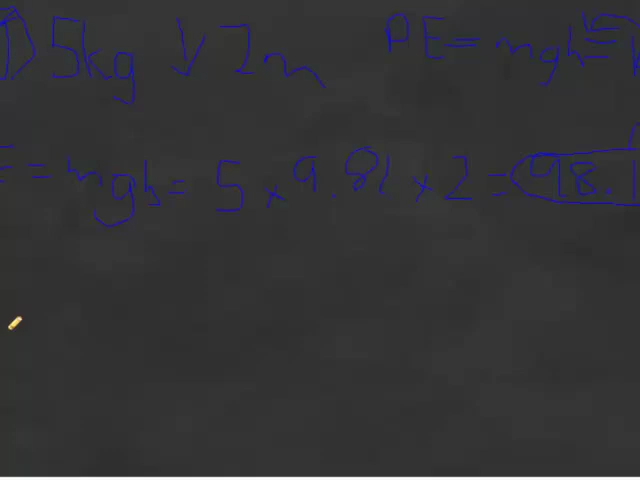 5kg ↓ 2m PE = mgh =
= mgh = 5 × 9.81 × 2 = 98.1